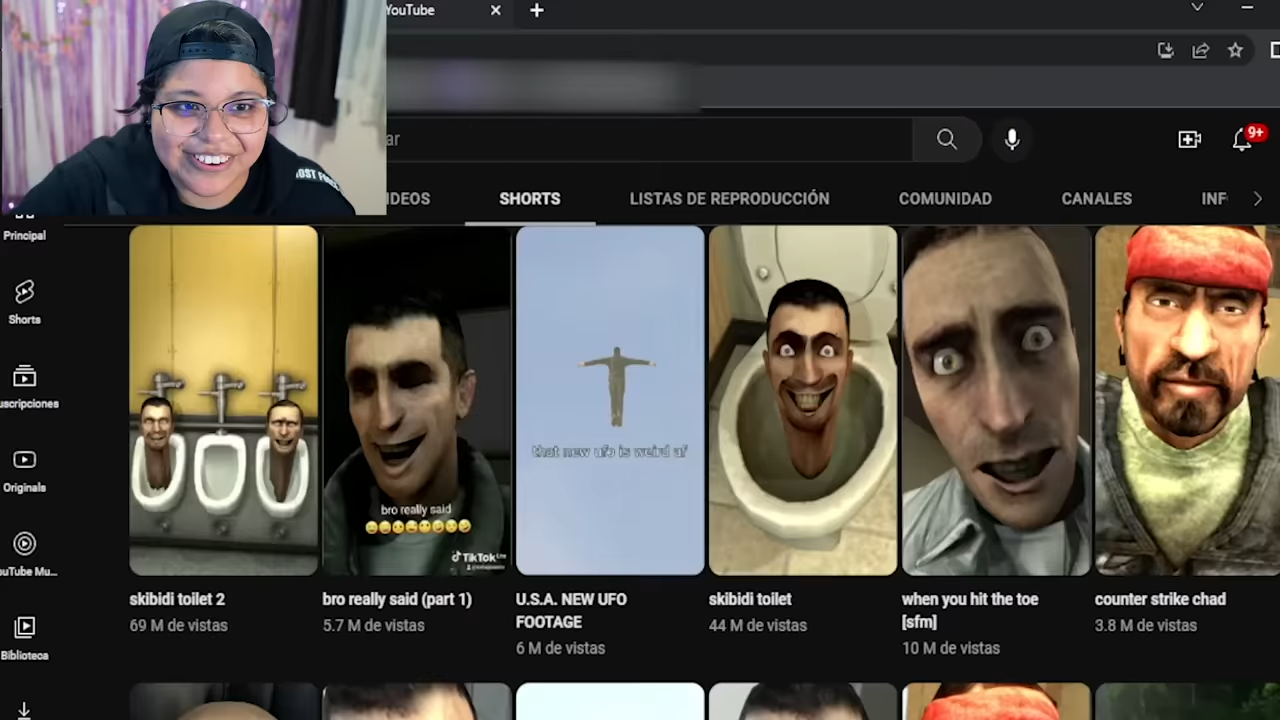 YouTube
ar
9+
IDEOS
SHORTS
LISTAS DE REPRODUCCIÓN
COMUNIDAD
CANALES
INF
Principal
Shorts
uscripciones
Originals
ouTube Mu...
Biblioteca
that new ufo is weird af
bro really said
TikTok
skibidi toilet 2
69 M de vistas
bro really said (part 1)
5.7 M de vistas
U.S.A. NEW UFO
FOOTAGE
6 M de vistas
skibidi toilet
44 M de vistas
when you hit the toe
[sfm]
10 M de vistas
counter strike chad
3.8 M de vistas